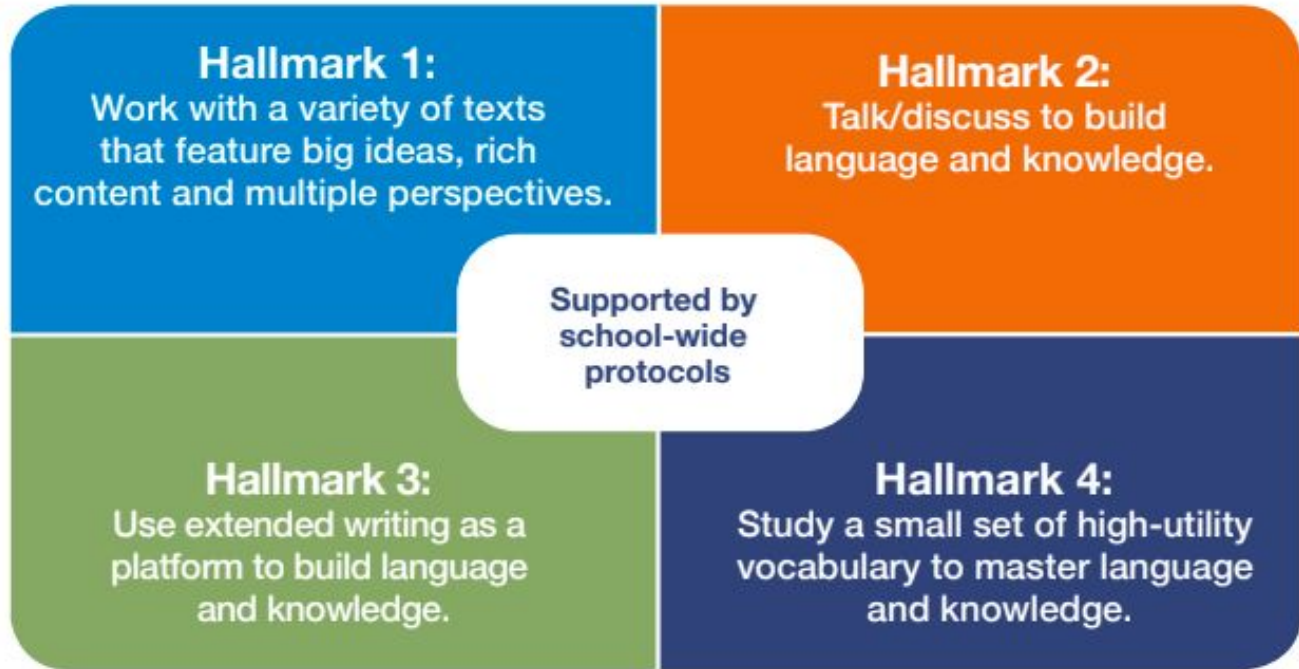 Hallmark 1:
Work with a variety of texts
that feature big ideas, rich
content and multiple perspectives.
Hallmark 2:
Talk/discuss to build
language and knowledge.
Supported by
school-wide
protocols
Hallmark 3:
Use extended writing as a
platform to build language
and knowledge.
Hallmark 4:
Study a small set of high-utility
vocabulary to master language
and knowledge.